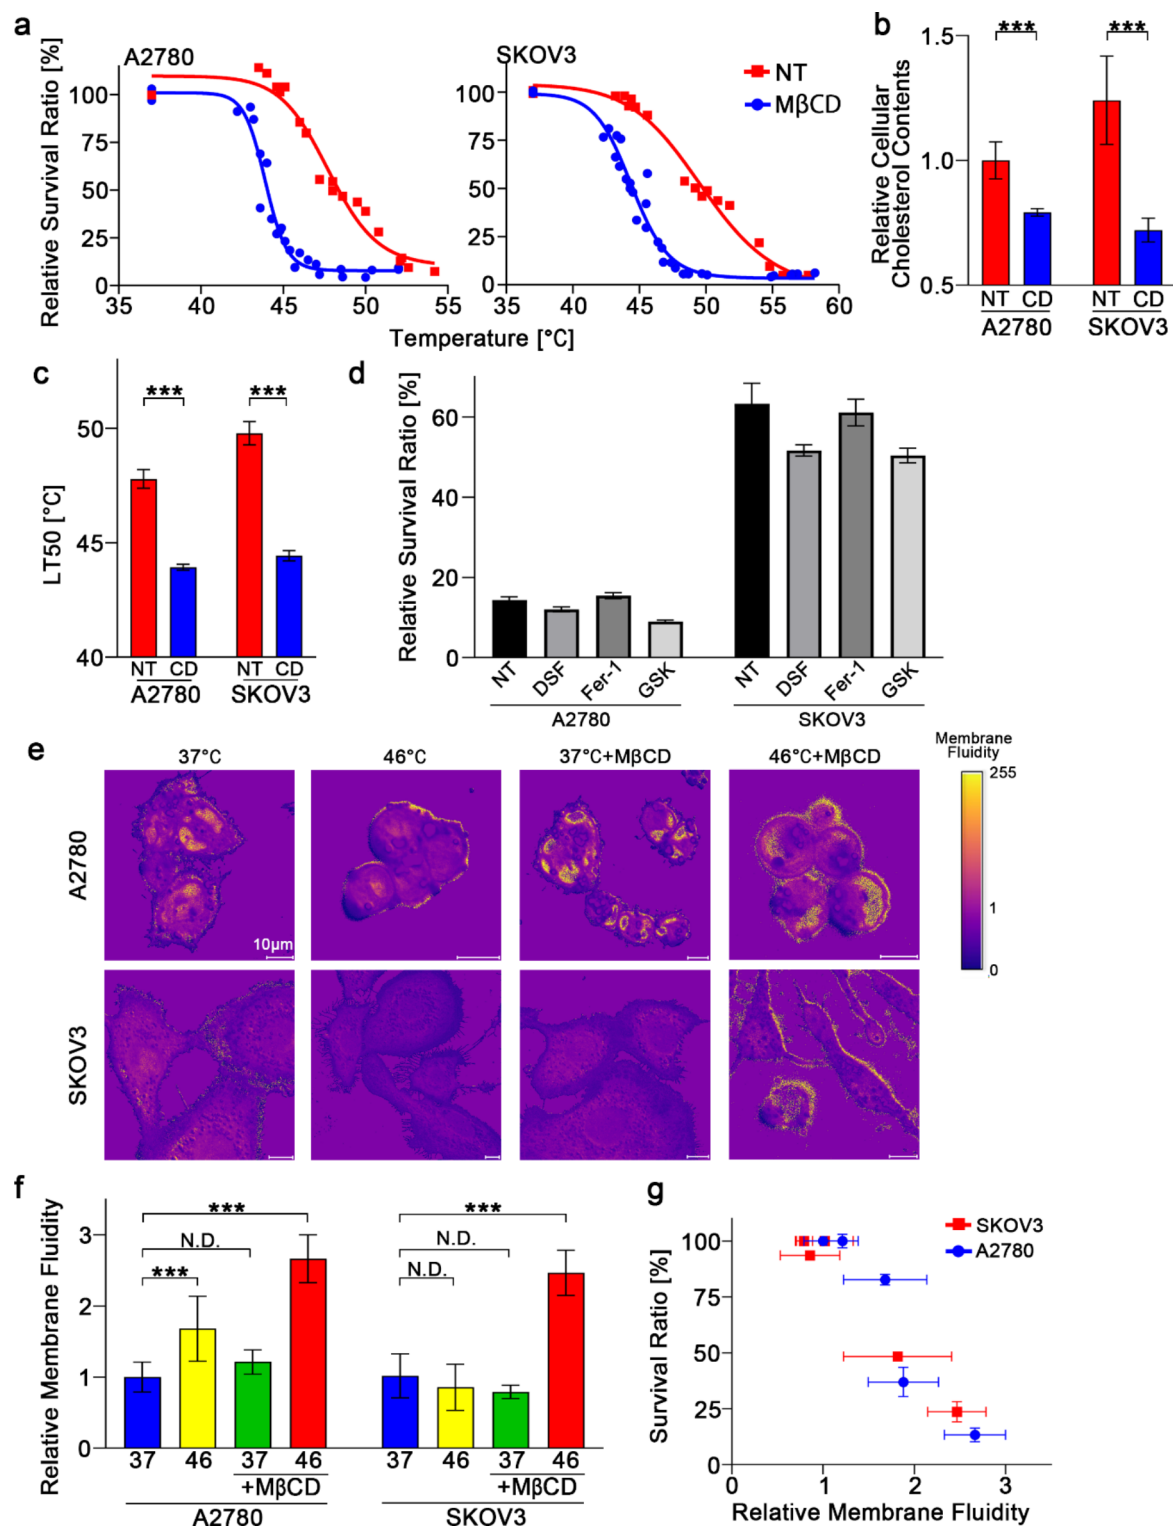 a
A2780
SKOV3
NT
MβCD
Relative Survival Ratio [%]
100
75
50
25
0
35
40
45
50
55
100
75
50
25
0
35
40
45
50
55
60
Temperature [°C]
b
Relative Cellular
Cholesterol Contents
1.5
1.0
0.5
***
***
NT
CD
NT
CD
A2780
SKOV3
c
LT50 [°C]
50
45
40
***
***
NT
CD
NT
CD
A2780
SKOV3
d
Relative Survival Ratio [%]
60
40
20
0
NT
DSF
Fer-1
GSK
NT
DSF
Fer-1
GSK
A2780
SKOV3
e
37°C
46°C
37°C+MβCD
46°C+MβCD
Membrane
Fluidity
255
1
0
A2780
10μm
SKOV3
f
Relative Membrane Fluidity
3
2
1
0
***
N.D.
***
***
N.D.
N.D.
37
46
37
46
37
46
37
46
+MβCD
+MβCD
A2780
SKOV3
g
SKOV3
A2780
Survival Ratio [%]
100
75
50
25
0
0
1
2
3
Relative Membrane Fluidity